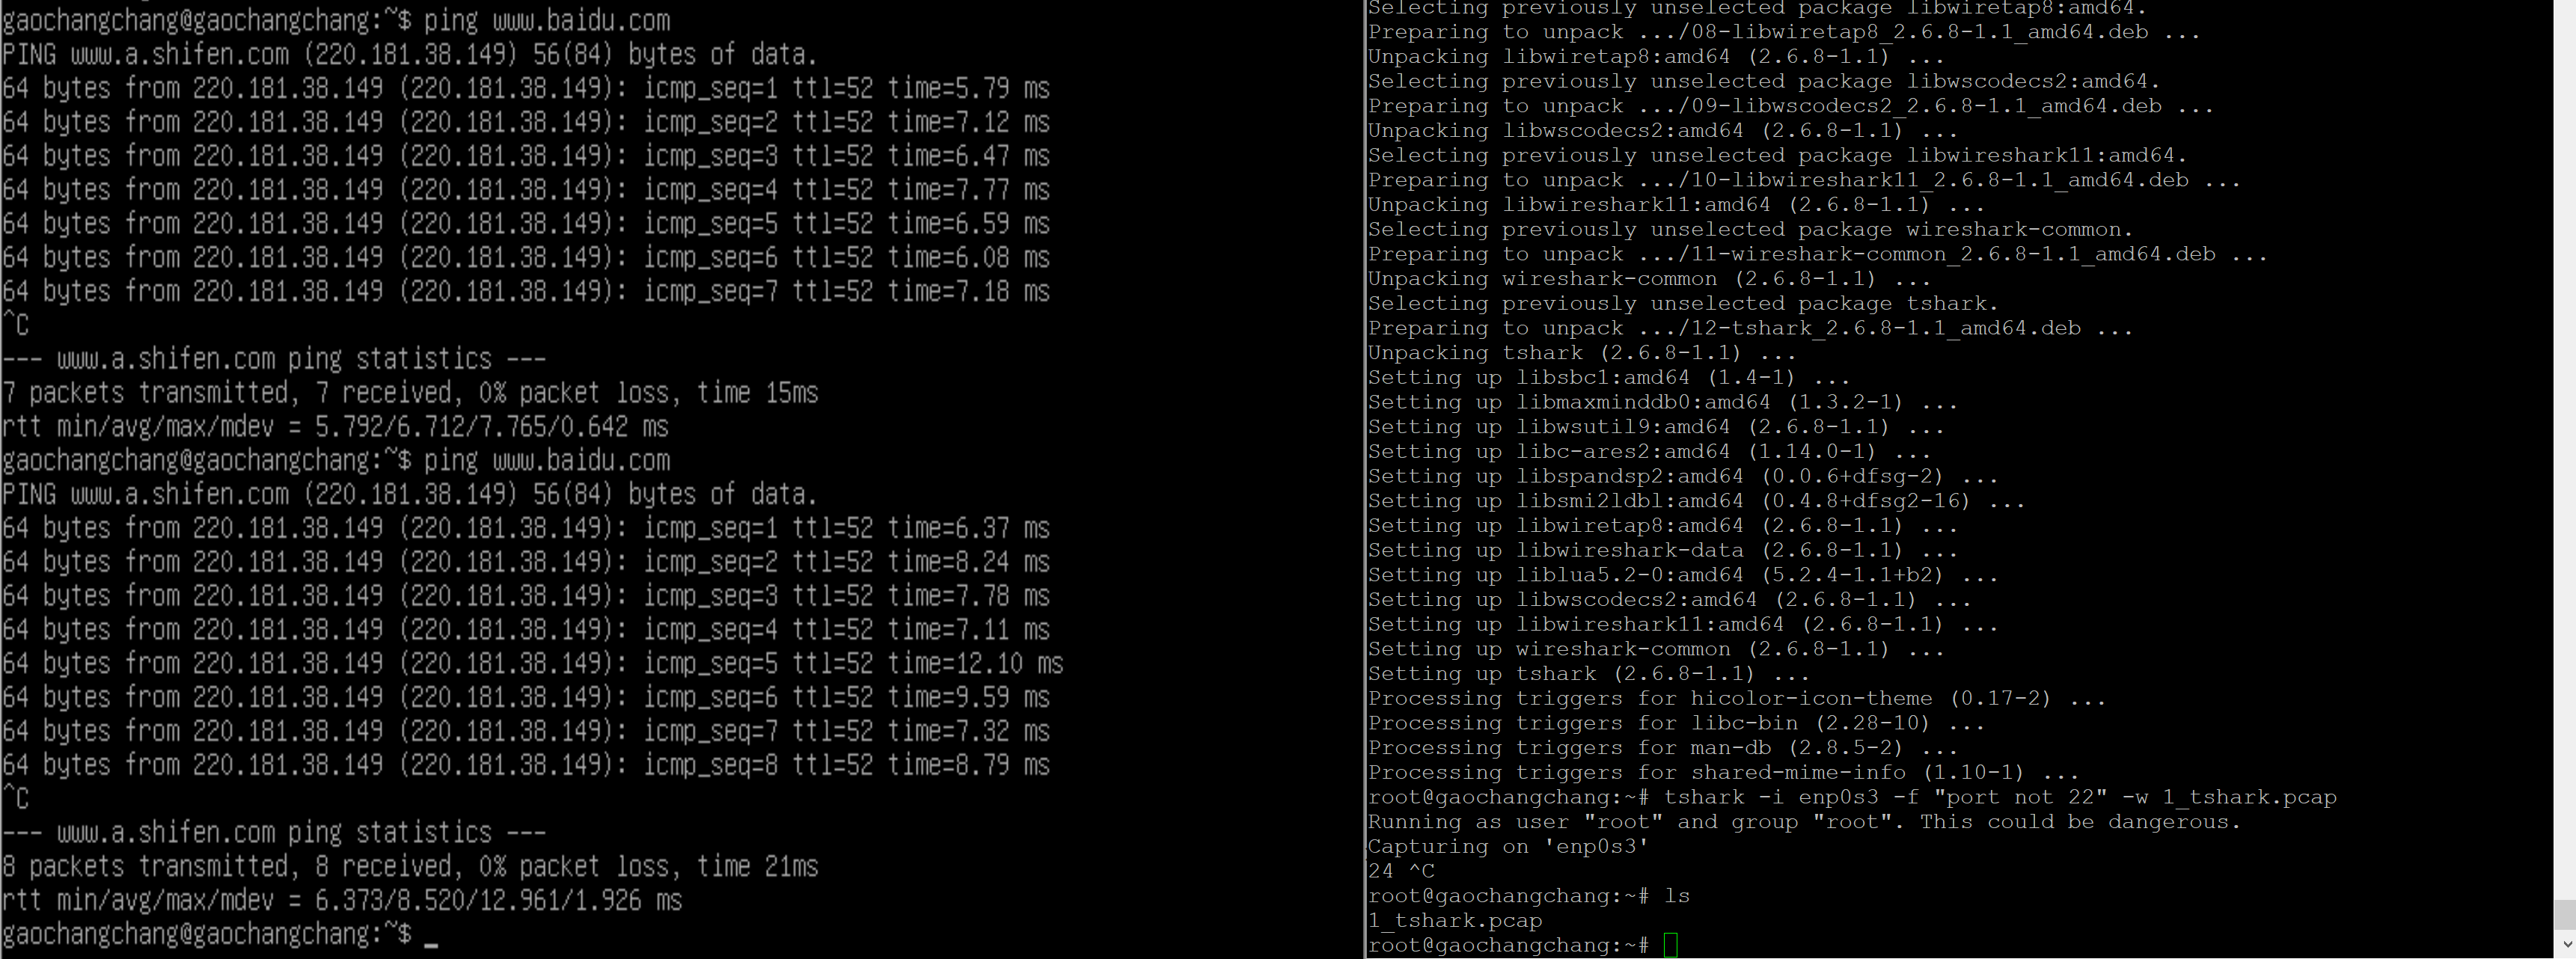 gaochangchang@gaochangchang:~$ ping www.baidu.com
PING www.a.shifen.com (220.181.38.149) 56(84) bytes of data.
64 bytes from 220.181.38.149 (220.181.38.149): icmp_seq=1 ttl=52 time=5.79 ms
64 bytes from 220.181.38.149 (220.181.38.149): icmp_seq=2 ttl=52 time=7.12 ms
64 bytes from 220.181.38.149 (220.181.38.149): icmp_seq=3 ttl=52 time=6.47 ms
64 bytes from 220.181.38.149 (220.181.38.149): icmp_seq=4 ttl=52 time=7.77 ms
64 bytes from 220.181.38.149 (220.181.38.149): icmp_seq=5 ttl=52 time=6.59 ms
64 bytes from 220.181.38.149 (220.181.38.149): icmp_seq=6 ttl=52 time=6.08 ms
64 bytes from 220.181.38.149 (220.181.38.149): icmp_seq=7 ttl=52 time=7.18 ms
^C
--- www.a.shifen.com ping statistics ---
7 packets transmitted, 7 received, 0% packet loss, time 15ms
rtt min/avg/max/mdev = 5.792/6.712/7.765/0.642 ms
gaochangchang@gaochangchang:~$ ping www.baidu.com
PING www.a.shifen.com (220.181.38.149) 56(84) bytes of data.
64 bytes from 220.181.38.149 (220.181.38.149): icmp_seq=1 ttl=52 time=6.37 ms
64 bytes from 220.181.38.149 (220.181.38.149): icmp_seq=2 ttl=52 time=8.24 ms
64 bytes from 220.181.38.149 (220.181.38.149): icmp_seq=3 ttl=52 time=7.78 ms
64 bytes from 220.181.38.149 (220.181.38.149): icmp_seq=4 ttl=52 time=7.11 ms
64 bytes from 220.181.38.149 (220.181.38.149): icmp_seq=5 ttl=52 time=12.10 ms
64 bytes from 220.181.38.149 (220.181.38.149): icmp_seq=6 ttl=52 time=9.59 ms
64 bytes from 220.181.38.149 (220.181.38.149): icmp_seq=7 ttl=52 time=7.32 ms
64 bytes from 220.181.38.149 (220.181.38.149): icmp_seq=8 ttl=52 time=8.79 ms
^C
--- www.a.shifen.com ping statistics ---
8 packets transmitted, 8 received, 0% packet loss, time 21ms
rtt min/avg/max/mdev = 6.373/8.520/12.961/1.926 ms
gaochangchang@gaochangchang:~$ _
Selecting previously unselected package libwiretap8:amd64.
Preparing to unpack .../08-libwiretap8_2.6.8-1.1_amd64.deb ...
Unpacking libwiretap8:amd64 (2.6.8-1.1) ...
Selecting previously unselected package libwscodecs2:amd64.
Preparing to unpack .../09-libwscodecs2_2.6.8-1.1_amd64.deb ...
Unpacking libwscodecs2:amd64 (2.6.8-1.1) ...
Selecting previously unselected package libwireshark11:amd64.
Preparing to unpack .../10-libwireshark11_2.6.8-1.1_amd64.deb ...
Unpacking libwireshark11:amd64 (2.6.8-1.1) ...
Selecting previously unselected package wireshark-common.
Preparing to unpack .../11-wireshark-common_2.6.8-1.1_amd64.deb ...
Unpacking wireshark-common (2.6.8-1.1) ...
Selecting previously unselected package tshark.
Preparing to unpack .../12-tshark_2.6.8-1.1_amd64.deb ...
Unpacking tshark (2.6.8-1.1) ...
Setting up libsbc1:amd64 (1.4-1) ...
Setting up libmaxminddb0:amd64 (1.3.2-1) ...
Setting up libwsutil9:amd64 (2.6.8-1.1) ...
Setting up libc-ares2:amd64 (1.14.0-1) ...
Setting up libspandsp2:amd64 (0.0.6+dfsg-2) ...
Setting up libsmi2ldbl:amd64 (0.4.8+dfsg2-16) ...
Setting up libwiretap8:amd64 (2.6.8-1.1) ...
Setting up libwireshark-data (2.6.8-1.1) ...
Setting up liblua5.2-0:amd64 (5.2.4-1.1+b2) ...
Setting up libwscodecs2:amd64 (2.6.8-1.1) ...
Setting up libwireshark11:amd64 (2.6.8-1.1) ...
Setting up wireshark-common (2.6.8-1.1) ...
Setting up tshark (2.6.8-1.1) ...
Processing triggers for hicolor-icon-theme (0.17-2) ...
Processing triggers for libc-bin (2.28-10) ...
Processing triggers for man-db (2.8.5-2) ...
Processing triggers for shared-mime-info (1.10-1) ...
root@gaochangchang:~# tshark -i enp0s3 -f "port not 22" -w 1_tshark.pcap
Running as user "root" and group "root". This could be dangerous.
Capturing on 'enp0s3'
24 ^C
root@gaochangchang:~# ls
1_tshark.pcap
root@gaochangchang:~#